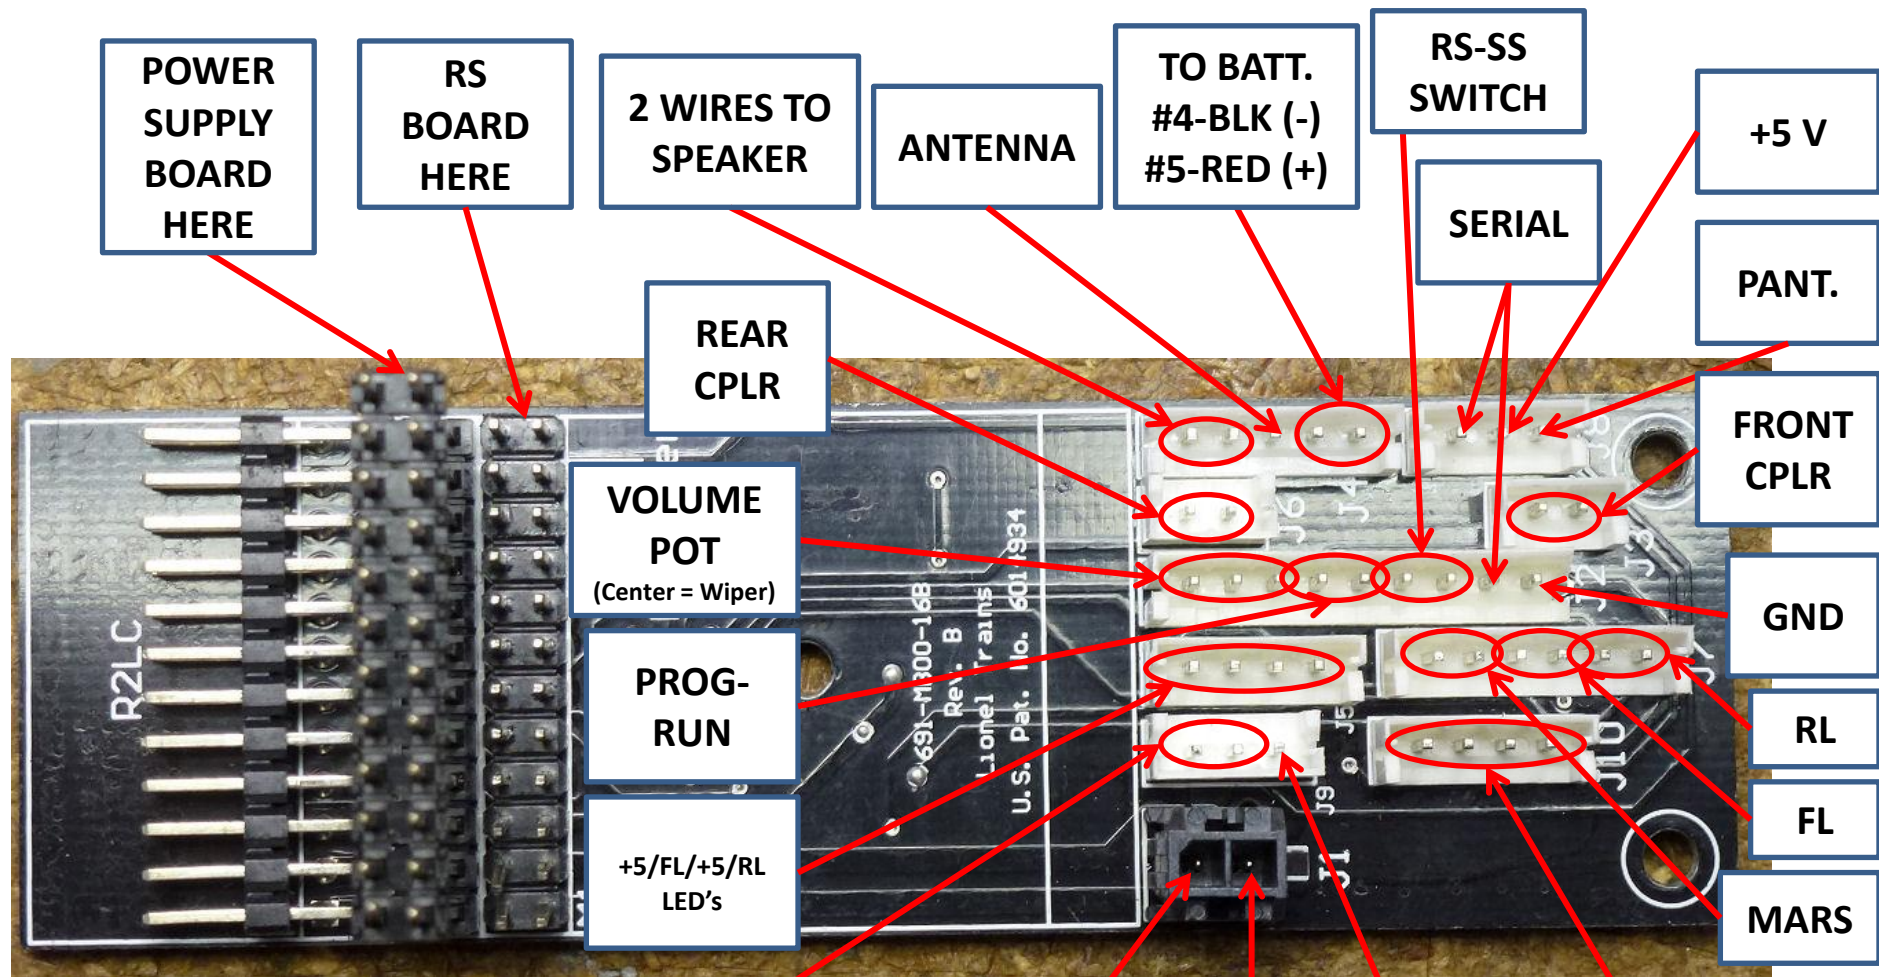 POWER
SUPPLY
BOARD
HERE
RS
BOARD
HERE
2 WIRES TO
SPEAKER
ANTENNA
TO BATT.
#4-BLK (-)
#5-RED (+)
RS-SS
SWITCH
+5 V
SERIAL
PANT.
REAR
CPLR
FRONT
CPLR
VOLUME
POT
(Center = Wiper)
GND
PROG-
RUN
RL
+5/FL/+5/RL
LED's
FL
MARS
R2LC
691-M300-16B
Rev. B
Lionel Trains
U.S. Pat. No. 6014934
J8
J6
J4
J3
J2
J7
J5
J10
J9
J1